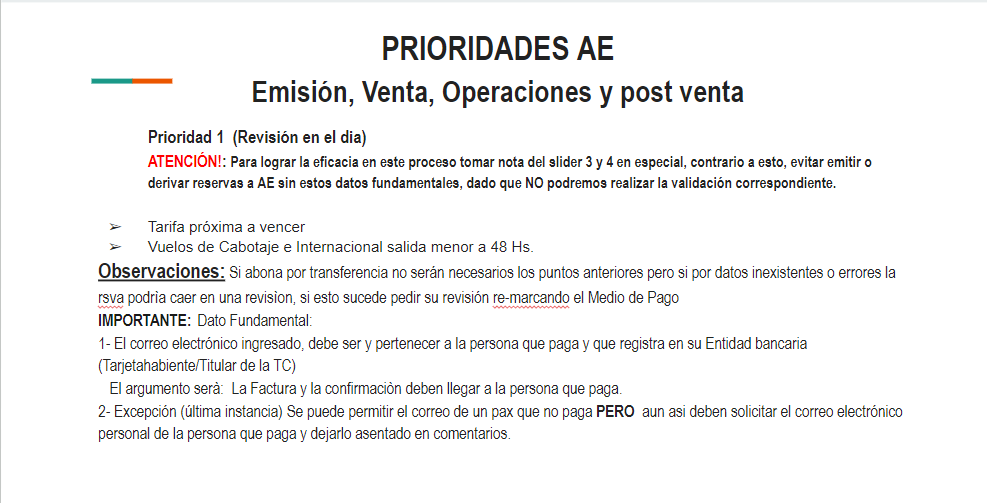 PRIORIDADES AE
Emisión, Venta, Operaciones y post venta
Prioridad 1 (Revisión en el dia)
ATENCIÓN!: Para lograr la eficacia en este proceso tomar nota del slider 3 y 4 en especial, contrario a esto, evitar emitir o
derivar reservas a AE sin estos datos fundamentales, dado que NO podremos realizar la validación correspondiente.
➢ Tarifa próxima a vencer
➢ Vuelos de Cabotaje e Internacional salida menor a 48 Hs.
Observaciones: Si abona por transferencia no serán necesarios los puntos anteriores pero si por datos inexistentes o errores la
rsva podrìa caer en una revisiòn, si esto sucede pedir su revisión re-marcando el Medio de Pago
IMPORTANTE: Dato Fundamental:
1- El correo electrónico ingresado, debe ser y pertenecer a la persona que paga y que registra en su Entidad bancaria
(Tarjetahabiente/Titular de la TC)
El argumento serà: La Factura y la confirmaciòn deben llegar a la persona que paga.
2- Excepción (última instancia) Se puede permitir el correo de un pax que no paga PERO aun asi deben solicitar el correo electrónico
personal de la persona que paga y dejarlo asentado en comentarios.